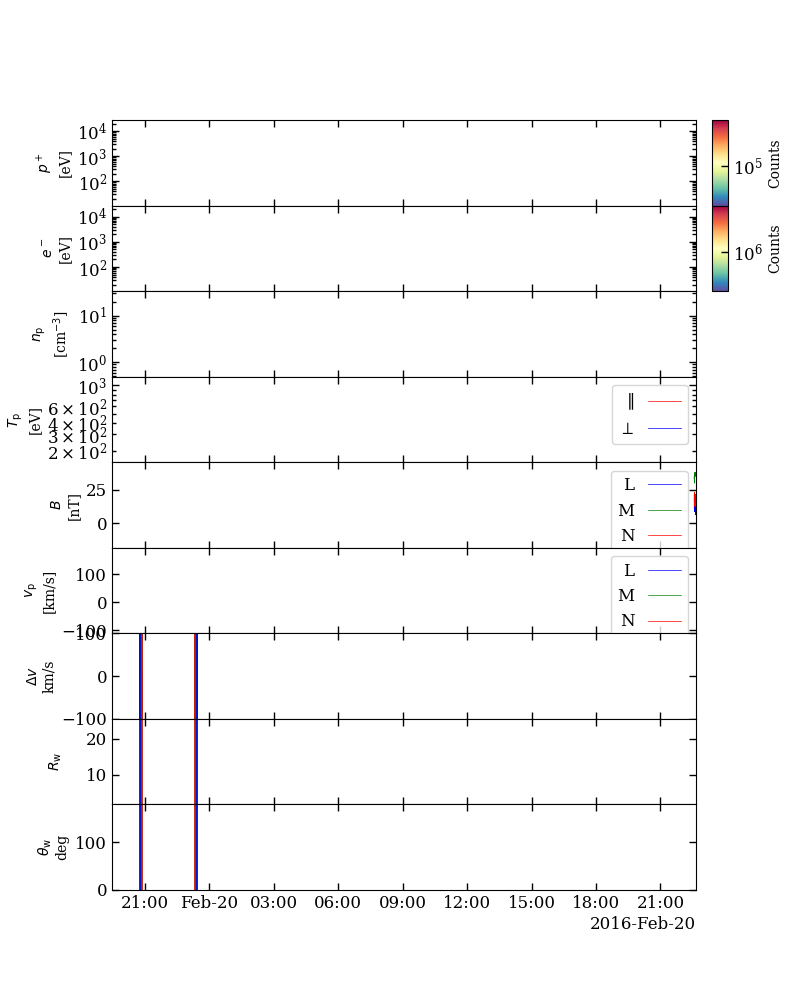 10⁴
10³
10²
p⁺
[eV]
10⁵
Counts
10⁴
10³
10²
e⁻
[eV]
10⁶
Counts
10¹
10⁰
nₚ
[cm⁻³]
10³
6 × 10²
4 × 10²
3 × 10²
2 × 10²
Tₚ
[eV]
∥
⊥
25
0
B
[nT]
L
M
N
100
0
−100
vₚ
[km/s]
L
M
N
100
0
−100
Δv
km/s
20
10
R_w
100
0
θ_w
deg
21:00 Feb-20 03:00 06:00 09:00 12:00 15:00 18:00 21:00
2016-Feb-20